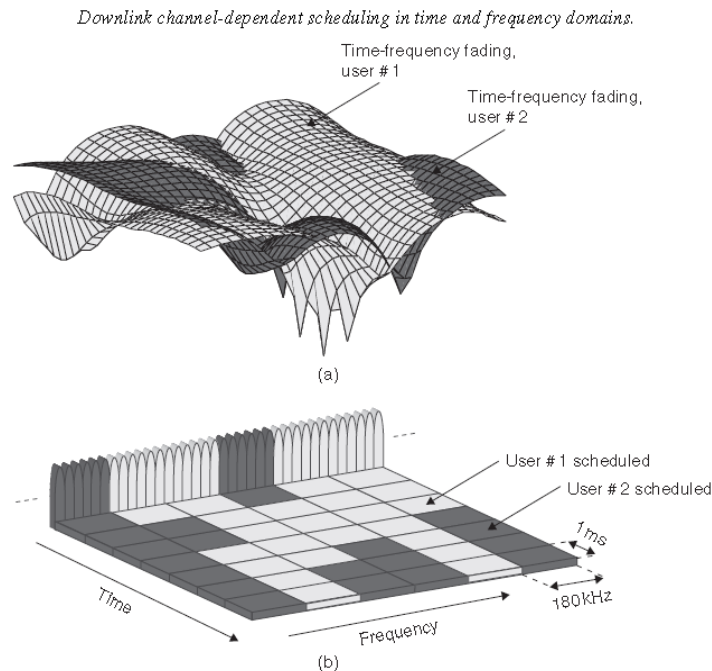 Downlink channel-dependent scheduling in time and frequency domains.
Time-frequency fading,
user # 1
Time-frequency fading,
user # 2
(a)
User # 1 scheduled
User # 2 scheduled
1ms
180kHz
Time
Frequency
(b)